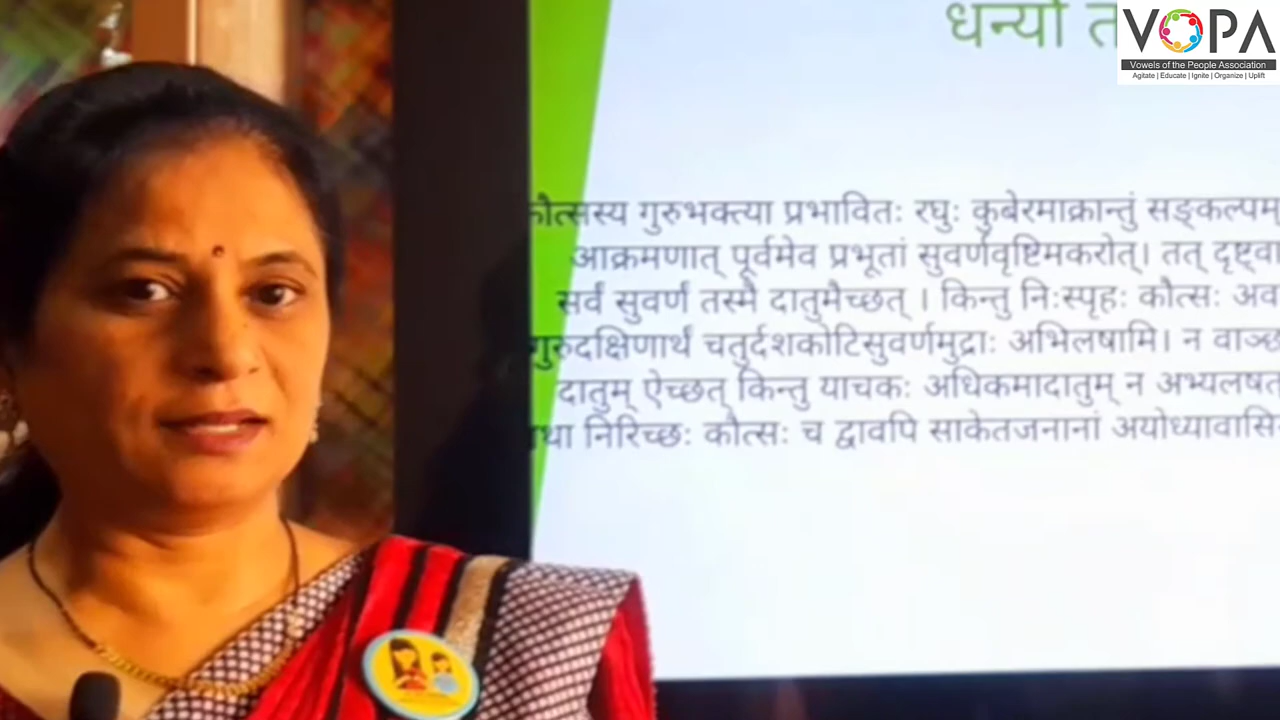 धन्यौ
VOPA
Vowels of the People Association
Agitate | Educate | Ignite | Organize | Uplift
कौत्सस्य गुरुभक्त्या प्रभावितः रघुः कुबेरमाक्रान्तुं सङ्कल्पम
आक्रमणात् पूर्वमेव प्रभूतां सुवर्णवृष्टिमकरोत्। तत् दृष्ट्वा
सर्वं सुवर्णं तस्मै दातुमैच्छत् । किन्तु निःस्पृहः कौत्सः अव
गुरुदक्षिणार्थं चतुर्दशकोटिसुवर्णमुद्राः अभिलषामि। न वाञ्छ
दातुम् ऐच्छत् किन्तु याचकः अधिकमादातुम् न अभ्यलषत
निरिच्छः कौत्सः च द्वावपि साकेतजनानां अयोध्यावासि